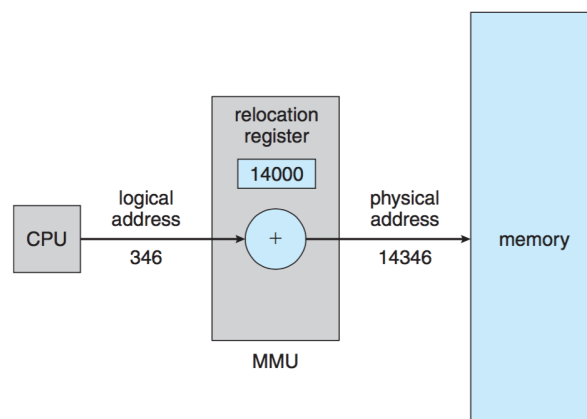 relocation
register
14000
logical
address
physical
address
CPU
+
memory
346
14346
MMU